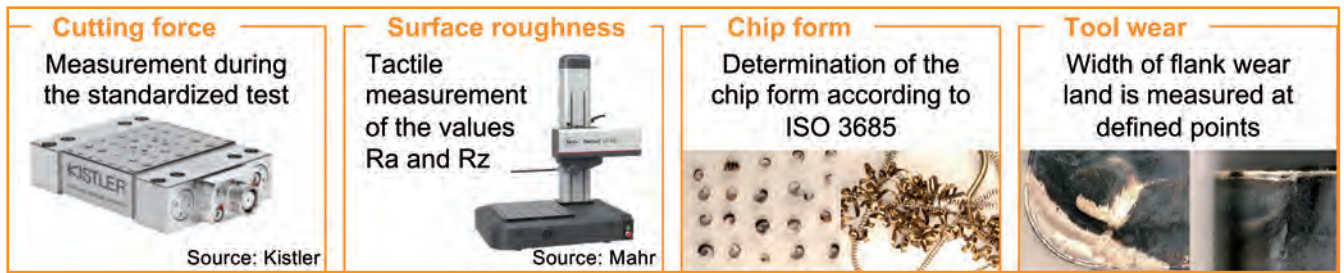 Cutting force
Measurement during
the standardized test
KISTLER
Source: Kistler
Surface roughness
Tactile
measurement
of the values
Ra and Rz
Source: Mahr
Chip form
Determination of the
chip form according to
ISO 3685
Tool wear
Width of flank wear
land is measured at
defined points